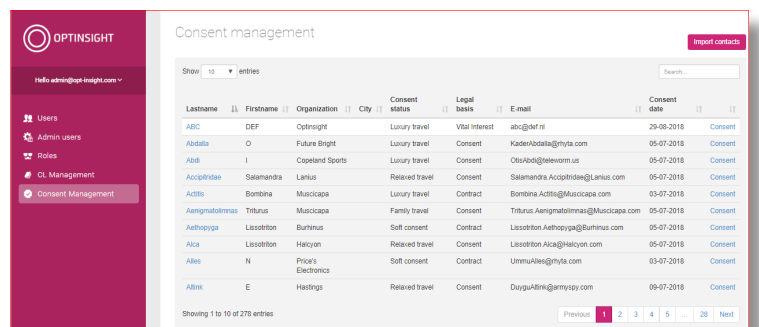 OPTINSIGHT
Hello admin@opt-insight.com
Users
Admin users
Roles
GL Management
Consent Management
Consent management
Import contacts
Show 10 entries
Search...
Lastname Firstname Organization City Consent status Legal basis E-mail Consent date
ABC DEF Optinsight Luxury travel Vital Interest abc@def.nl 29-08-2018 Consent
Abdalla O Future Bright Luxury travel Consent KaderAbdalla@rhyta.com 05-07-2018 Consent
Abdi I Copeland Sports Luxury travel Consent OtisAbdi@teleworm.us 05-07-2018 Consent
Accipitridae Salamandra Lanius Relaxed travel Consent Salamandra.Accipitridae@Lanius.com 05-07-2018 Consent
Actitis Bombina Muscicapa Luxury travel Contract Bombina.Actitis@Muscicapa.com 03-07-2018 Consent
Aenigmatolimnas Triturus Muscicapa Family travel Consent Triturus.Aenigmatolimnas@Muscicapa.com 05-07-2018 Consent
Aethopyga Lissotriton Burhinus Soft consent Contract Lissotriton.Aethopyga@Burhinus.com 05-07-2018 Consent
Alca Lissotriton Halcyon Relaxed travel Consent Lissotriton.Alca@Halcyon.com 05-07-2018 Consent
Alles N Price's Electronics Soft consent Contract UmmuAlles@rhyta.com 03-07-2018 Consent
Altink E Hastings Relaxed travel Consent DuyguAltink@armyspy.com 09-07-2018 Consent
Showing 1 to 10 of 278 entries
Previous 1 2 3 4 5 ... 28 Next